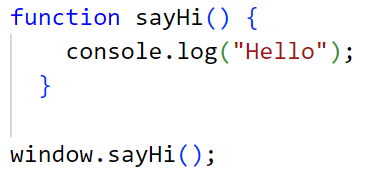 function sayHi() {
    console.log("Hello");
  }

window.sayHi();